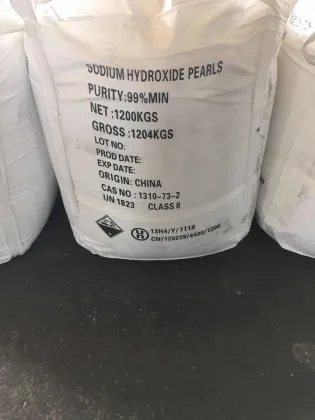 SODIUM HYDROXIDE PEARLS
PURITY:99%MIN
NET :1200KGS
GROSS :1204KGS
LOT NO:
PROD DATE:
EXP DATE:
ORIGIN: CHINA
CAS NO : 1310-73-2
UN 1823 CLASS 8
13H4/Y/1118
CN/120239/4400/1200